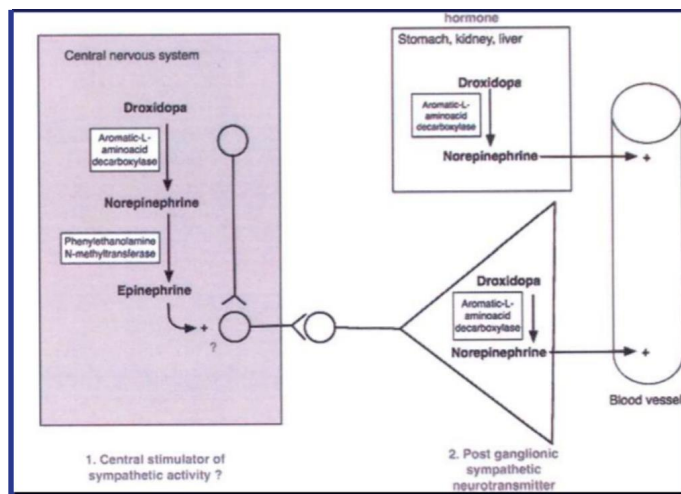 hormone
Central nervous system
Droxidopa
Aromatic-L-
aminoacid
decarboxylase
Norepinephrine
Phenylethanolamine
N-methyltransferase
Epinephrine
+
?
1. Central stimulator of
sympathetic activity ?
Stomach, kidney, liver
Droxidopa
Aromatic-L-
aminoacid
decarboxylase
Norepinephrine
+
Droxidopa
Aromatic-L-
aminoacid
decarboxylase
Norepinephrine
+
Blood vessel
2. Post ganglionic
sympathetic
neurotransmitter